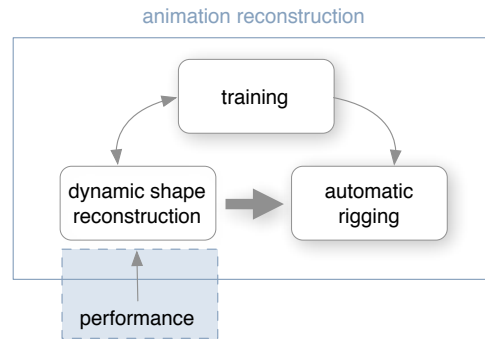 animation reconstruction
training
dynamic shape
reconstruction
automatic
rigging
performance